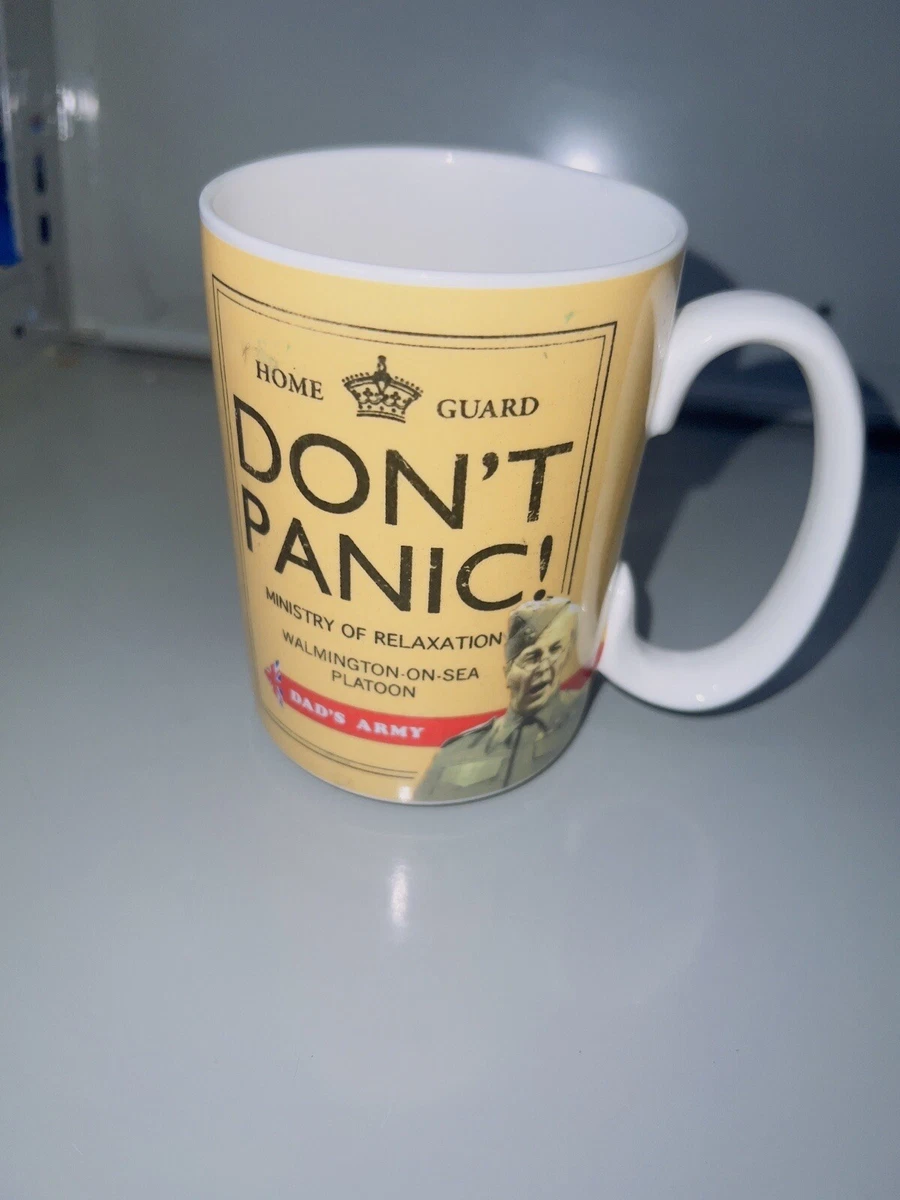 HOME GUARD
DON'T
PANIC!
MINISTRY OF RELAXATION
WALMINGTON-ON-SEA
PLATOON
DAD'S ARMY